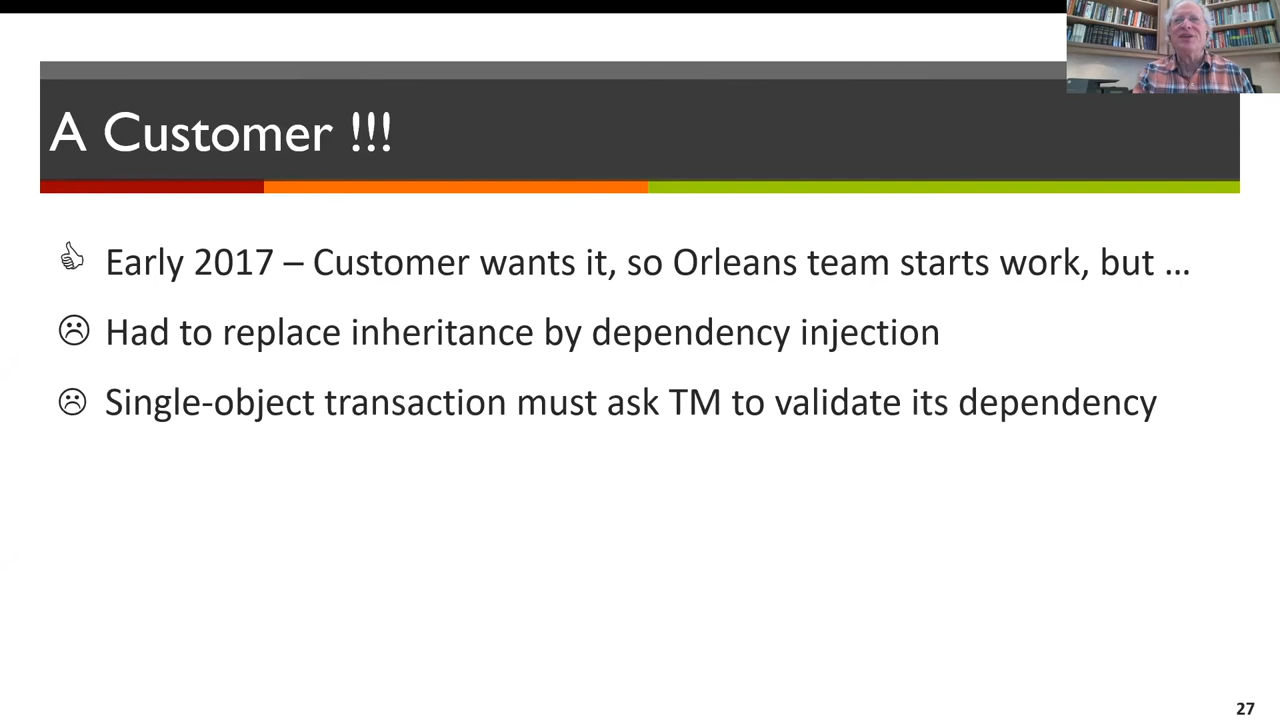 A Customer !!!
👍 Early 2017 – Customer wants it, so Orleans team starts work, but …
☹ Had to replace inheritance by dependency injection
☹ Single-object transaction must ask TM to validate its dependency
27